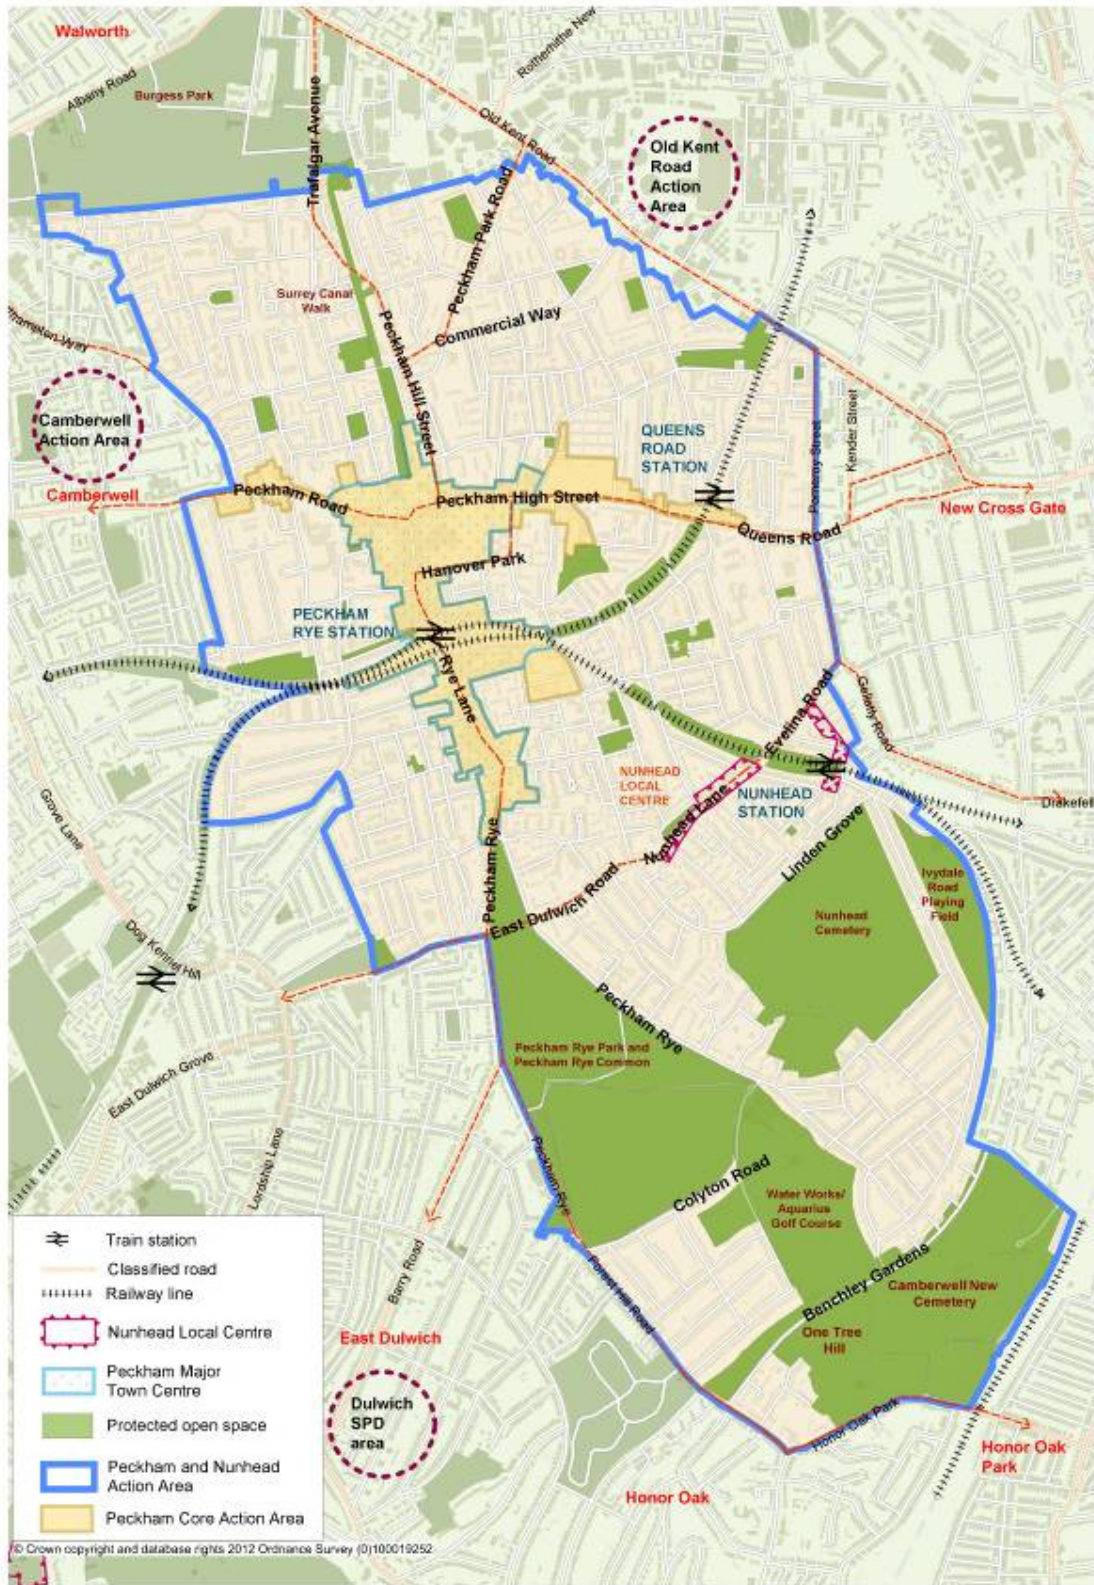 Walworth
Albany Road
Burgess Park
Trafalgar Avenue
Rotherhithe New
Old Kent Road
Old Kent
Road
Action
Area
Peckham Park Road
Surrey Canal
Walk
Peckham Hill Street
Commercial Way
Camberwell
Action Area
Camberwell
QUEENS
ROAD
STATION
Pomeroy Street
Kender Street
Peckham Road
Peckham High Street
Queens Road
New Cross Gate
Hanover Park
PECKHAM
RYE STATION
Rye Lane
Evelina Road
Gellatly Road
NUNHEAD
LOCAL
CENTRE
NUNHEAD
STATION
Nunhead Lane
Drakefell
Grove Lane
Peckham Rye
East Dulwich Road
Linden Grove
Ivydale
Road
Playing
Field
Nunhead
Cemetery
Dog Kennel Hill
East Dulwich Grove
Lordship Lane
Peckham Rye
Peckham Rye Park and
Peckham Rye Common
Peckham Rye
Colyton Road
Water Works/
Aquarius
Golf Course
Barry Road
Forest Hill Road
Benchley Gardens
Camberwell New
Cemetery
One Tree
Hill
East Dulwich
Dulwich
SPD
area
Honor Oak Park
Honor Oak
Park
Honor Oak
Train station
Classified road
Railway line
Nunhead Local Centre
Peckham Major
Town Centre
Protected open space
Peckham and Nunhead
Action Area
Peckham Core Action Area
© Crown copyright and database rights 2012 Ordnance Survey (0)100019252